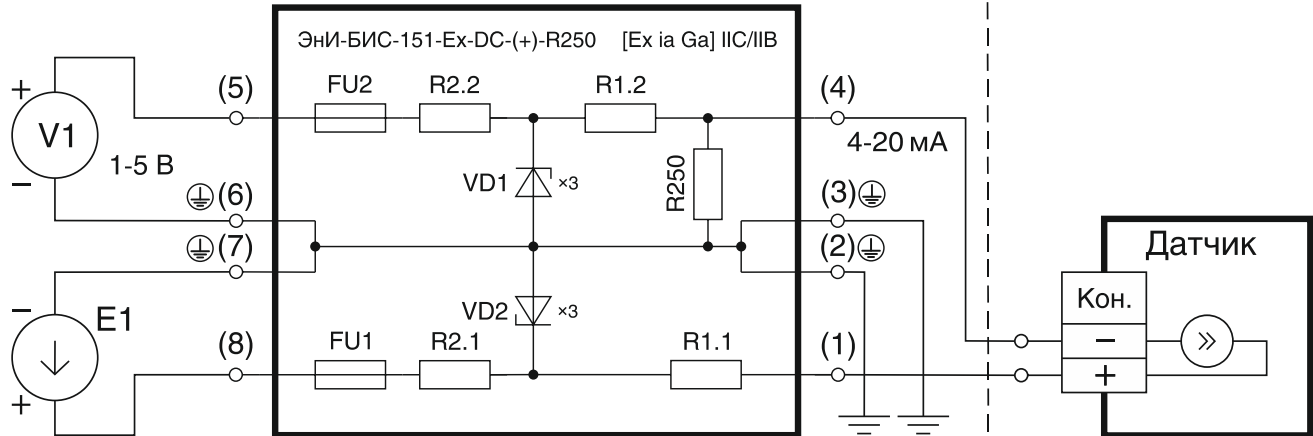 ЭнИ-БИС-151-Ex-DC-(+)-R250 [Ex ia Ga] IIC/IIB
+ (5) FU2 R2.2 R1.2 (4)
V1 1-5 В
4-20 мА
VD1 ×3 R250
− (6) (3)
(7) (2)
Датчик
− E1
VD2 ×3
Кон.
(8) FU1 R2.1 R1.1 (1)
−
+
+